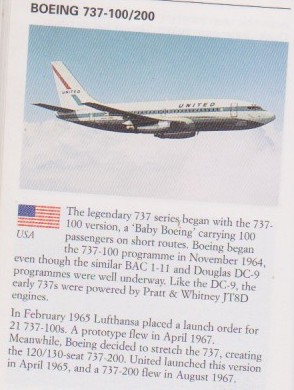 BOEING 737-100/200
UNITED
The legendary 737 series began with the 737-
100 version, a 'Baby Boeing' carrying 100
USA
passengers on short routes. Boeing began
the 737-100 programme in November 1964,
even though the similar BAC 1-11 and Douglas DC-9
programmes were well underway. Like the DC-9, the
early 737s were powered by Pratt & Whitney JT8D
engines.
In February 1965 Lufthansa placed a launch order for
21 737-100s. A prototype flew in April 1967.
Meanwhile, Boeing decided to stretch the 737, creating
the 120/130-seat 737-200. United launched this version
in April 1965, and a 737-200 flew in August 1967,